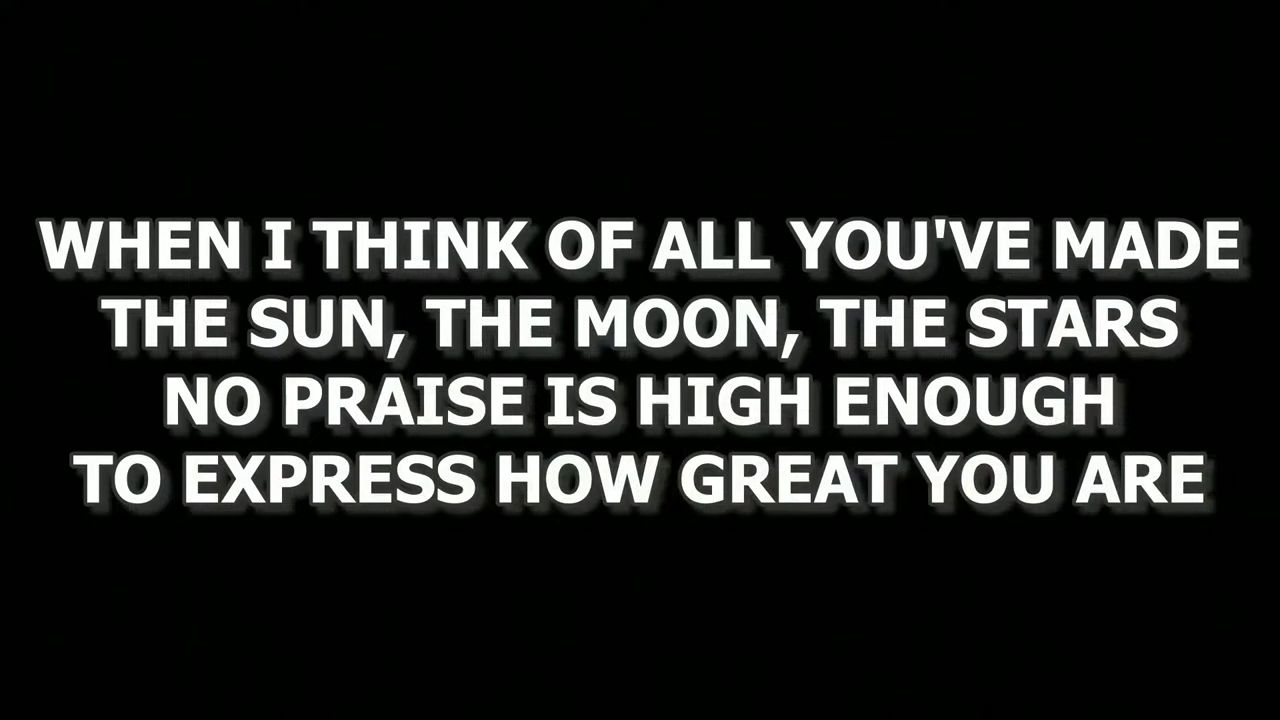 WHEN I THINK OF ALL YOU'VE MADE
THE SUN, THE MOON, THE STARS
NO PRAISE IS HIGH ENOUGH
TO EXPRESS HOW GREAT YOU ARE